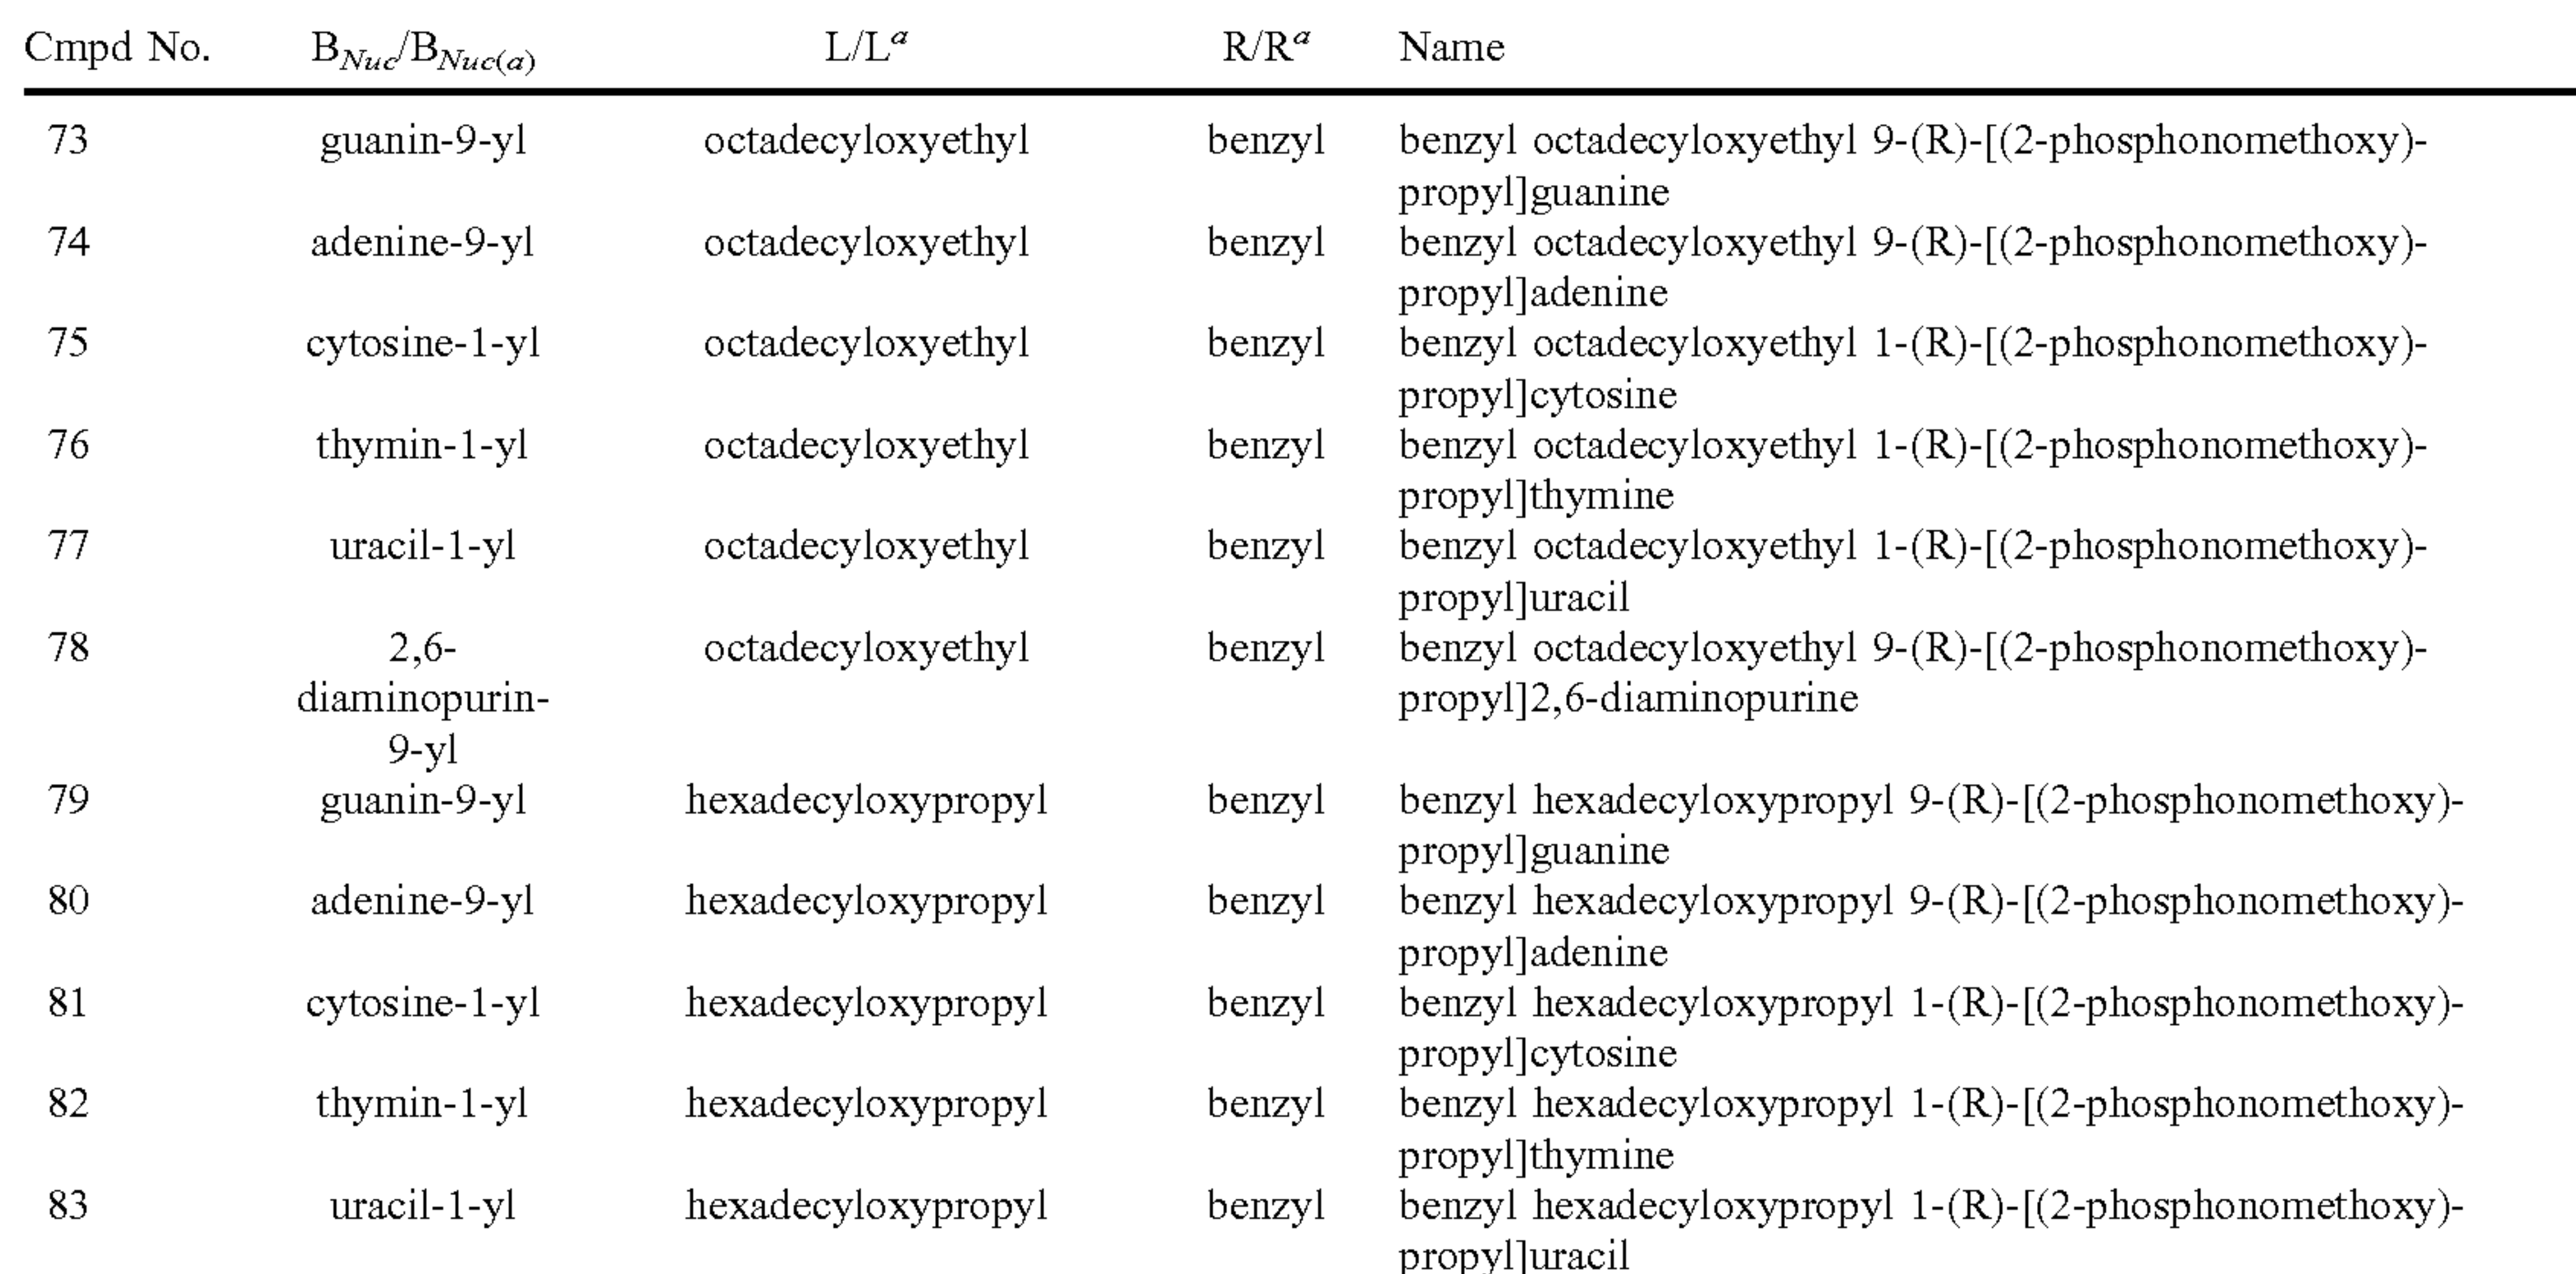 Cmpd No. B_Nuc/B_Nuc(a) L/L^a R/R^a Name
73 guanin-9-yl octadecyloxyethyl benzyl benzyl octadecyloxyethyl 9-(R)-[(2-phosphonomethoxy)-
propyl]guanine
74 adenine-9-yl octadecyloxyethyl benzyl benzyl octadecyloxyethyl 9-(R)-[(2-phosphonomethoxy)-
propyl]adenine
75 cytosine-1-yl octadecyloxyethyl benzyl benzyl octadecyloxyethyl 1-(R)-[(2-phosphonomethoxy)-
propyl]cytosine
76 thymin-1-yl octadecyloxyethyl benzyl benzyl octadecyloxyethyl 1-(R)-[(2-phosphonomethoxy)-
propyl]thymine
77 uracil-1-yl octadecyloxyethyl benzyl benzyl octadecyloxyethyl 1-(R)-[(2-phosphonomethoxy)-
propyl]uracil
78 2,6- octadecyloxyethyl benzyl benzyl octadecyloxyethyl 9-(R)-[(2-phosphonomethoxy)-
diaminopurin- propyl]2,6-diaminopurine
9-yl
79 guanin-9-yl hexadecyloxypropyl benzyl benzyl hexadecyloxypropyl 9-(R)-[(2-phosphonomethoxy)-
propyl]guanine
80 adenine-9-yl hexadecyloxypropyl benzyl benzyl hexadecyloxypropyl 9-(R)-[(2-phosphonomethoxy)-
propyl]adenine
81 cytosine-1-yl hexadecyloxypropyl benzyl benzyl hexadecyloxypropyl 1-(R)-[(2-phosphonomethoxy)-
propyl]cytosine
82 thymin-1-yl hexadecyloxypropyl benzyl benzyl hexadecyloxypropyl 1-(R)-[(2-phosphonomethoxy)-
propyl]thymine
83 uracil-1-yl hexadecyloxypropyl benzyl benzyl hexadecyloxypropyl 1-(R)-[(2-phosphonomethoxy)-
propyl]uracil